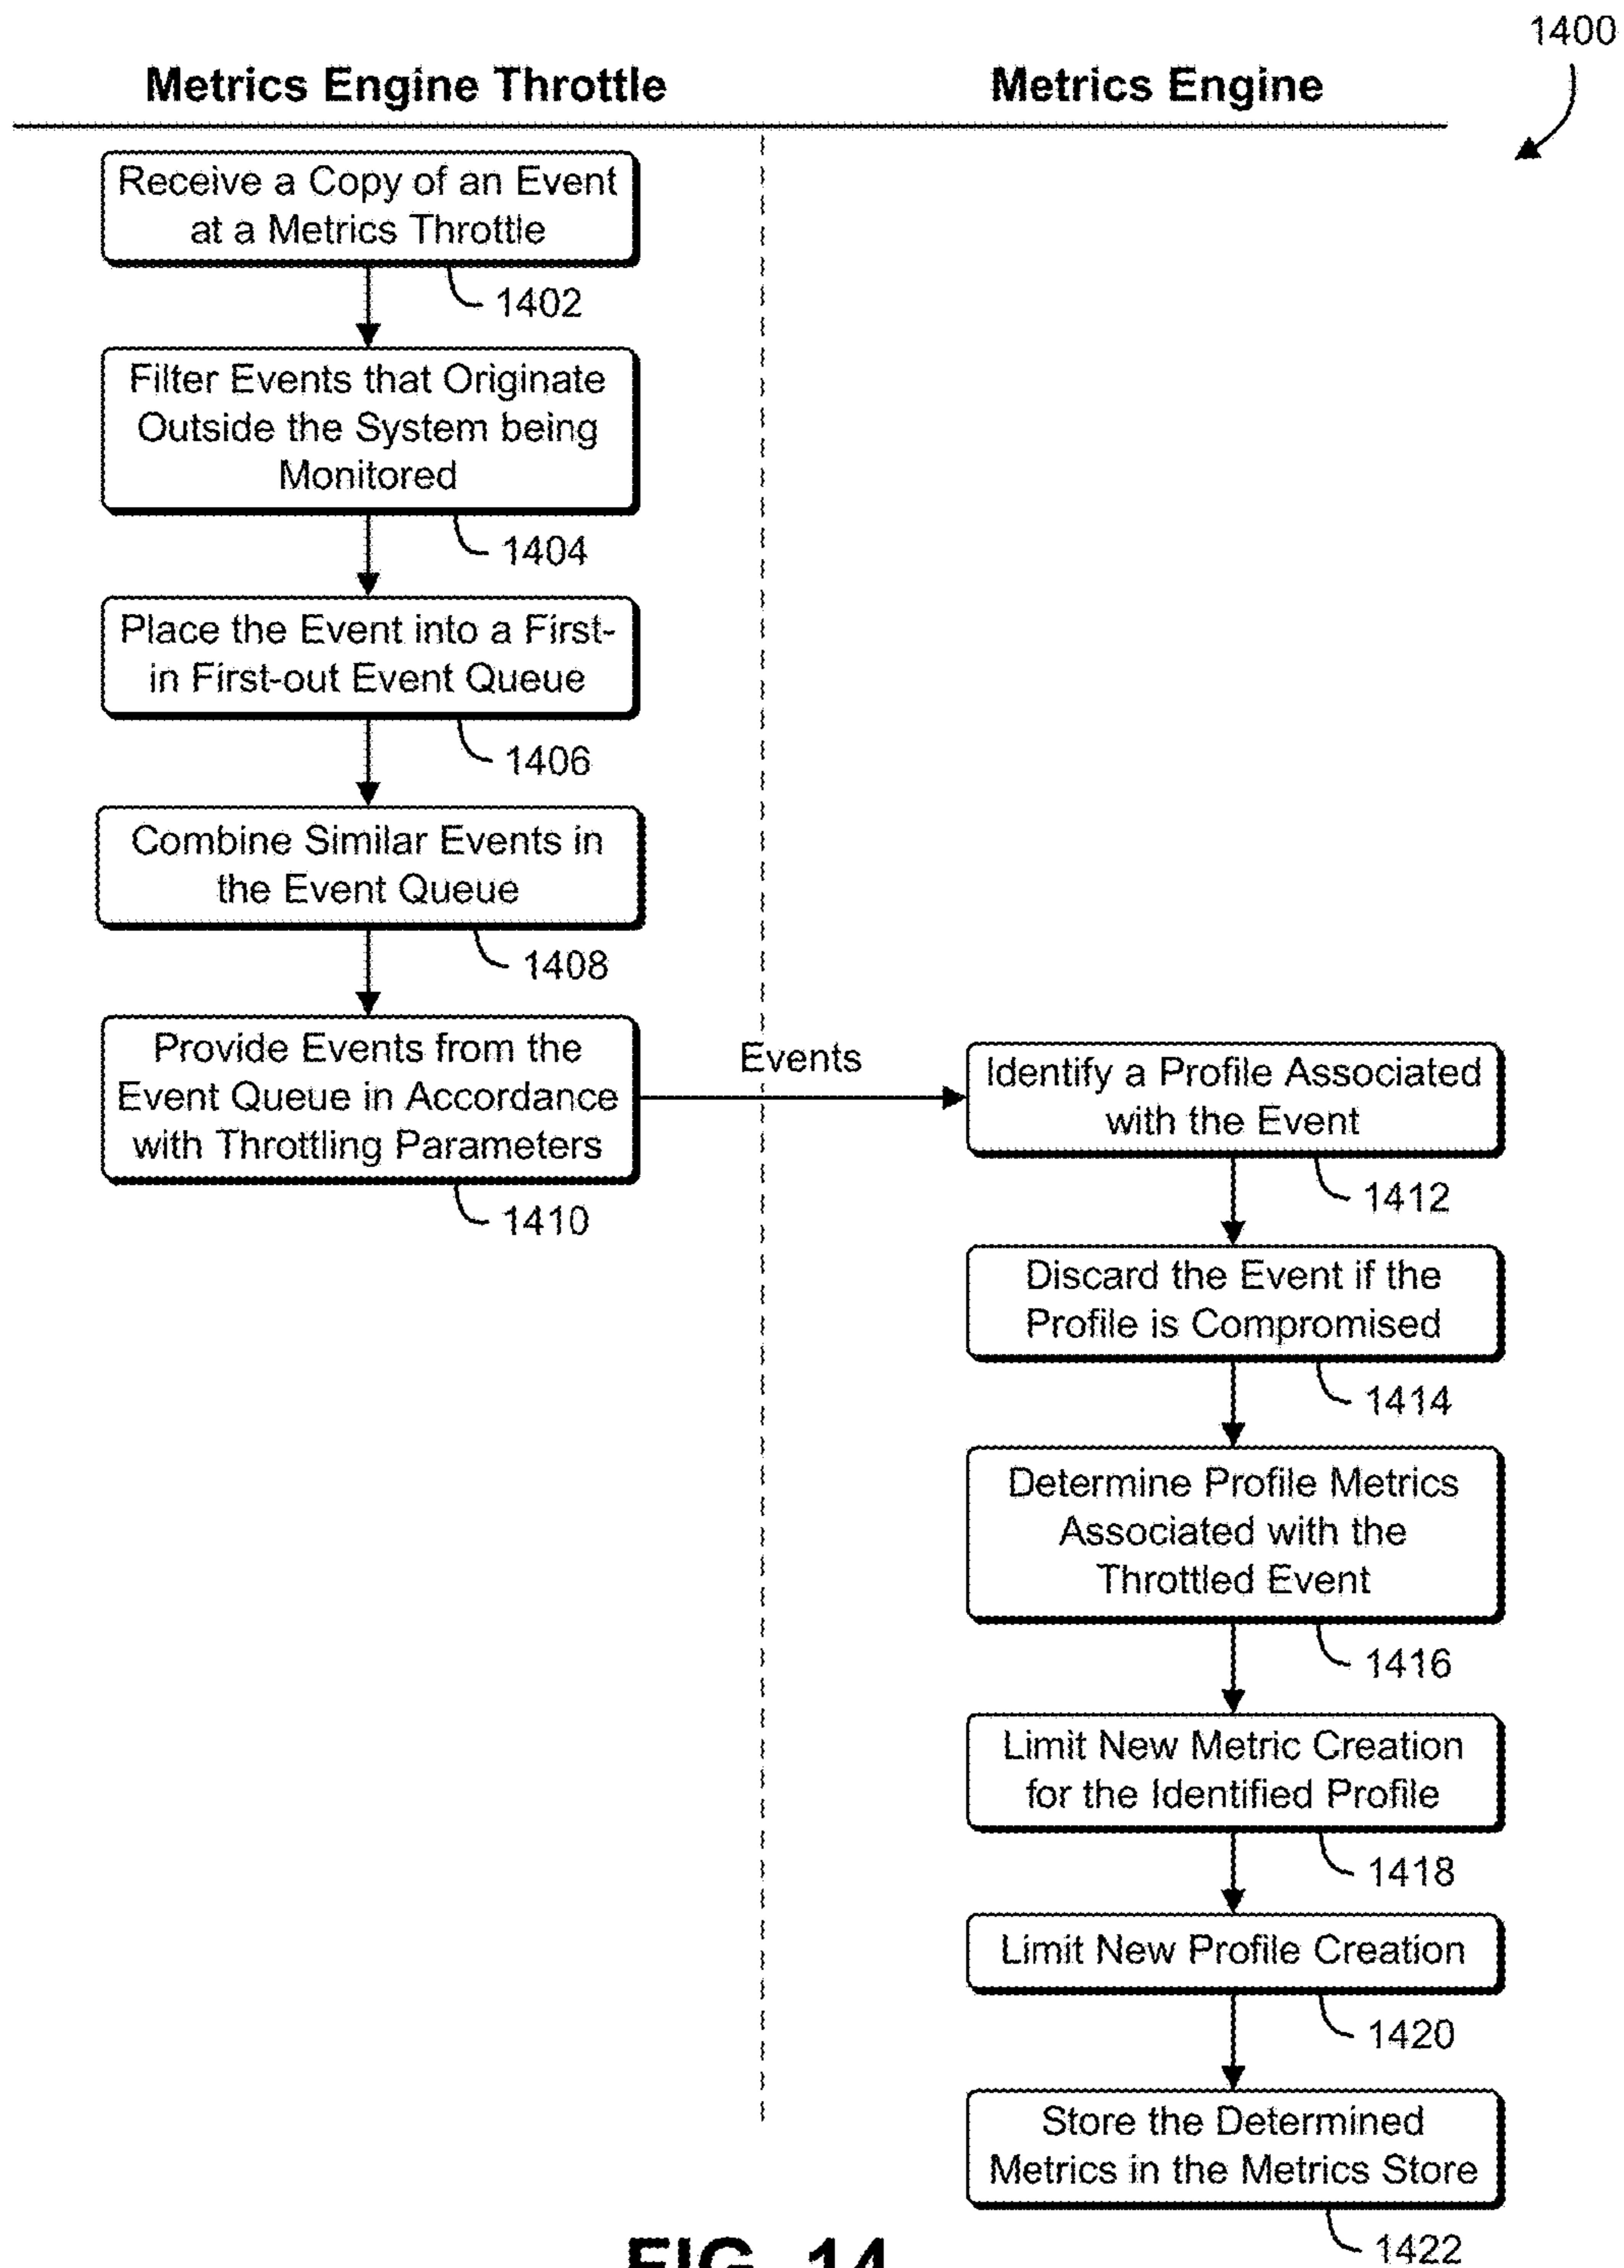 1400
Metrics Engine Throttle
Metrics Engine
Receive a Copy of an Event
at a Metrics Throttle
1402
Filter Events that Originate
Outside the System being
Monitored
1404
Place the Event into a First-
in First-out Event Queue
1406
Combine Similar Events in
the Event Queue
1408
Provide Events from the
Event Queue in Accordance
with Throttling Parameters
1410
Events
Identify a Profile Associated
with the Event
1412
Discard the Event if the
Profile is Compromised
1414
Determine Profile Metrics
Associated with the
Throttled Event
1416
Limit New Metric Creation
for the Identified Profile
1418
Limit New Profile Creation
1420
Store the Determined
Metrics in the Metrics Store
1422
FIG. 14